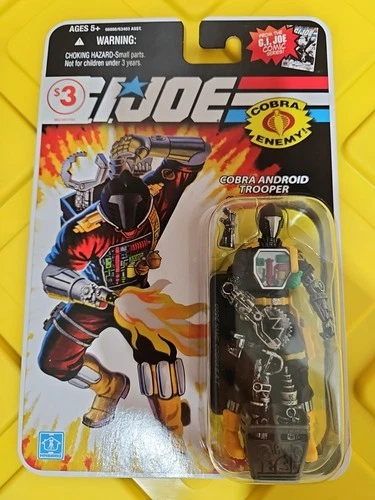 AGES 5+
WARNING:
CHOKING HAZARD-Small parts.
Not for children under 3 years.
FROM THE
G.I. JOE
COMIC
SERIES!
$3
G.I.JOE
COBRA
ENEMY!
COBRA ANDROID
TROOPER